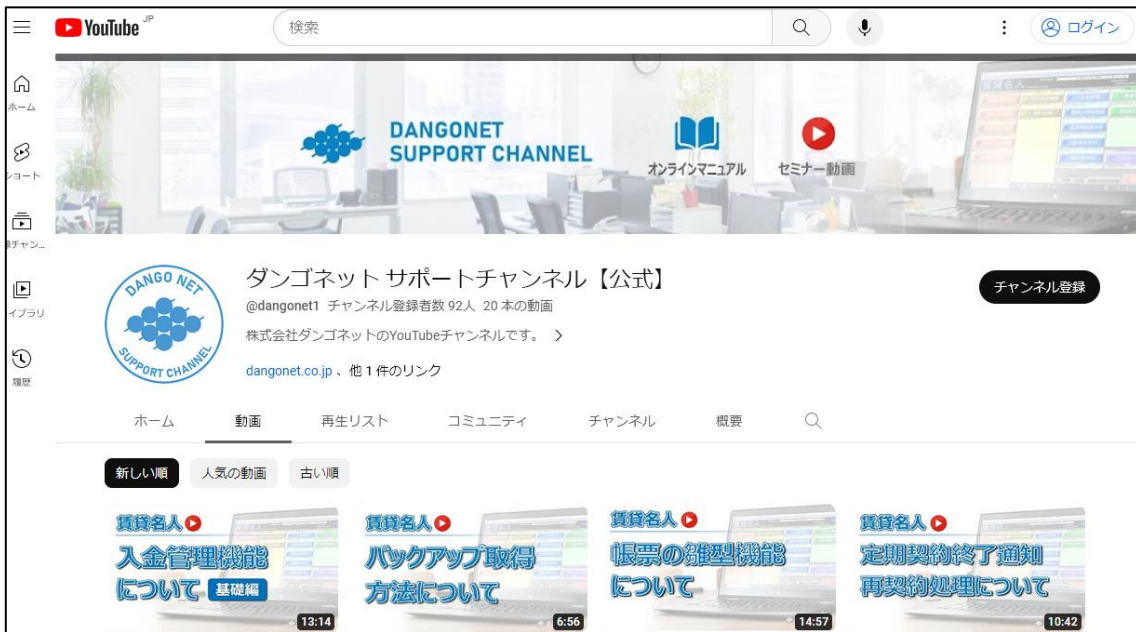 YouTube JP
検索
ログイン
ホーム
DANGONET
SUPPORT CHANNEL
オンラインマニュアル
セミナー動画
賃貸名人
ショート
録チャン...
イブラリ
履歴
DANGO NET
SUPPORT CHANNEL
ダンゴネット サポートチャンネル【公式】
@dangonet1 チャンネル登録者数 92人 20 本の動画
株式会社ダンゴネットのYouTubeチャンネルです。
dangonet.co.jp 、他 1 件のリンク
チャンネル登録
ホーム 動画 再生リスト コミュニティ チャンネル 概要
新しい順 人気の動画 古い順
賃貸名人
入金管理機能
について 基礎編
13:14
賃貸名人
バックアップ取得
方法について
6:56
賃貸名人
帳票の雛型機能
について
14:57
賃貸名人
定期契約終了通知
再契約処理について
10:42